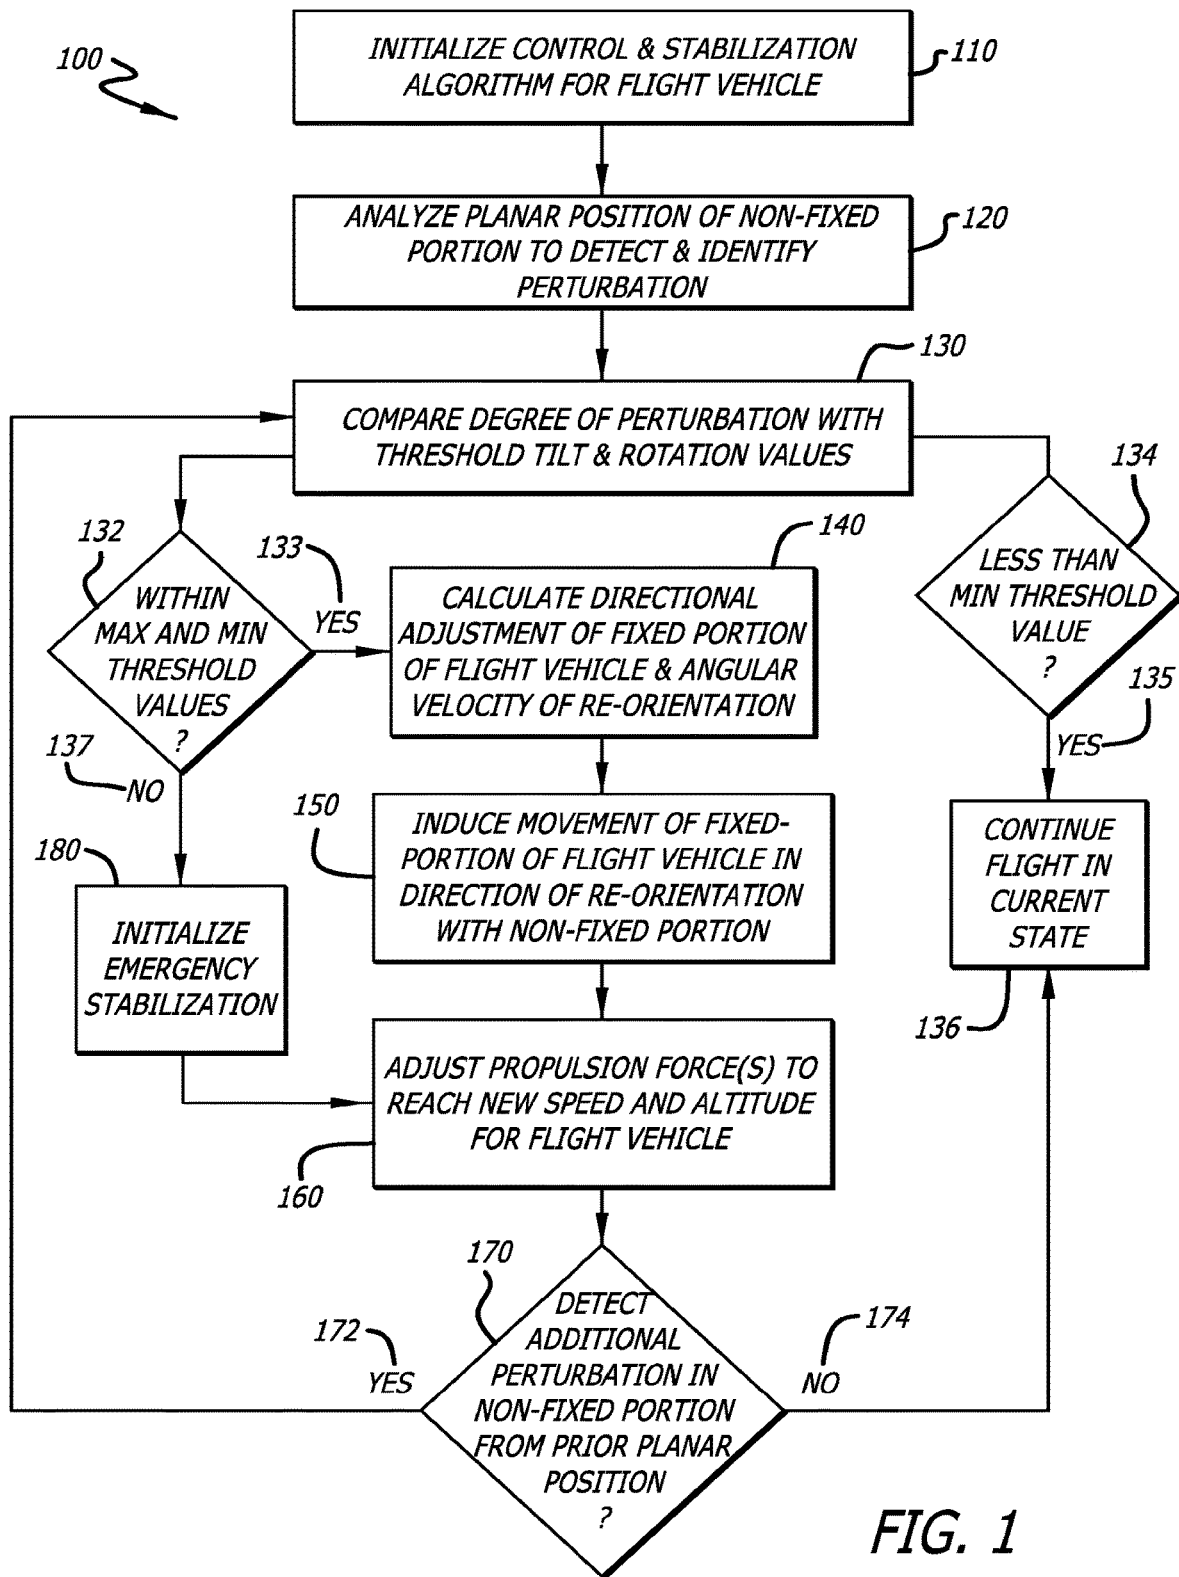 100
INITIALIZE CONTROL & STABILIZATION
ALGORITHM FOR FLIGHT VEHICLE
110
ANALYZE PLANAR POSITION OF NON-FIXED
PORTION TO DETECT & IDENTIFY
PERTURBATION
120
130
COMPARE DEGREE OF PERTURBATION WITH
THRESHOLD TILT & ROTATION VALUES
132
WITHIN
MAX AND MIN
THRESHOLD
VALUES
?
133
YES
140
CALCULATE DIRECTIONAL
ADJUSTMENT OF FIXED PORTION
OF FLIGHT VEHICLE & ANGULAR
VELOCITY OF RE-ORIENTATION
134
LESS THAN
MIN THRESHOLD
VALUE
?
135
YES
137
NO
150
INDUCE MOVEMENT OF FIXED-
PORTION OF FLIGHT VEHICLE IN
DIRECTION OF RE-ORIENTATION
WITH NON-FIXED PORTION
CONTINUE
FLIGHT IN
CURRENT
STATE
136
180
INITIALIZE
EMERGENCY
STABILIZATION
ADJUST PROPULSION FORCE(S) TO
REACH NEW SPEED AND ALTITUDE
FOR FLIGHT VEHICLE
160
170
DETECT
ADDITIONAL
PERTURBATION IN
NON-FIXED PORTION
FROM PRIOR PLANAR
POSITION
?
172
YES
174
NO
FIG. 1